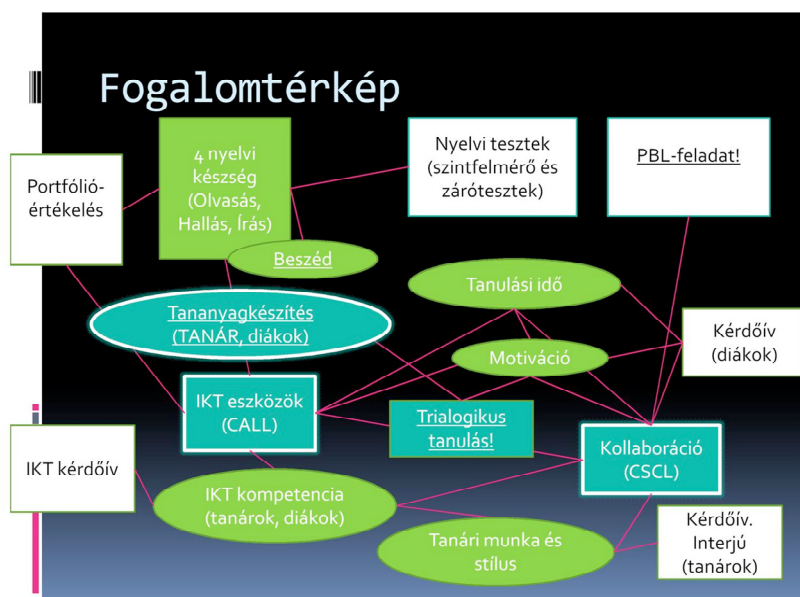 Fogalomtérkép
4 nyelvi
készség
(Olvasás,
Hallás, Írás)
Nyelvi tesztek
(szintfelmérő és
zárótesztek)
PBL-feladat!
Portfólió-
értékelés
Beszéd
Tanulási idő
Tananyagkészítés
(TANÁR, diákok)
Kérdőív
(diákok)
Motiváció
IKT eszközök
(CALL)
Trialogikus
tanulás!
Kollaboráció
(CSCL)
IKT kérdőív
IKT kompetencia
(tanárok, diákok)
Tanári munka és
stílus
Kérdőív.
Interjú
(tanárok)